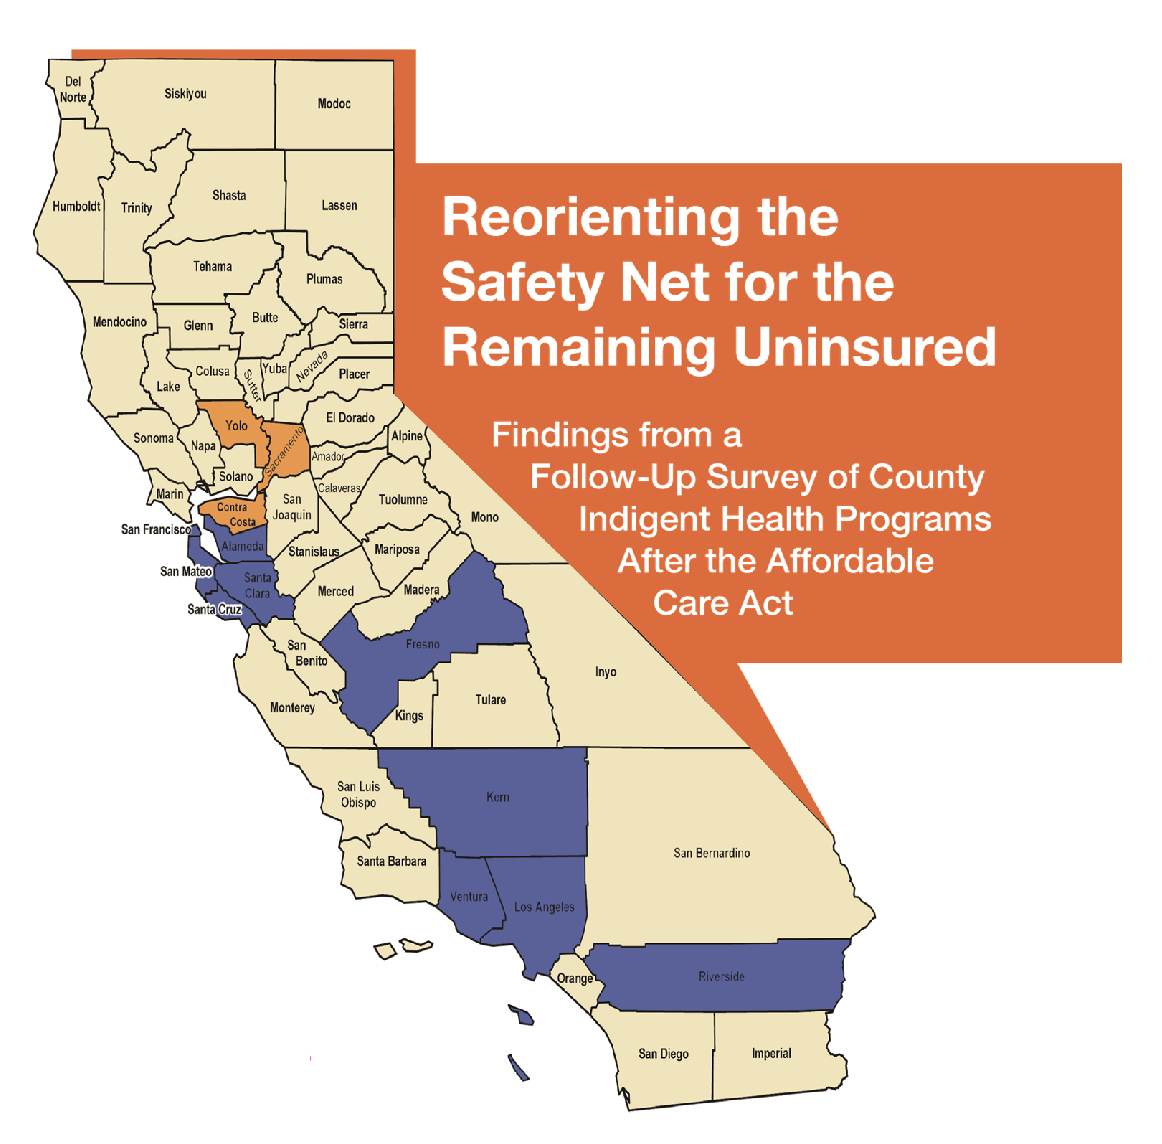 Reorienting the
Safety Net for the
Remaining Uninsured
Findings from a
Follow-Up Survey of County
Indigent Health Programs
After the Affordable
Care Act
Del
Norte
Siskiyou
Modoc
Humboldt
Trinity
Shasta
Lassen
Tehama
Plumas
Mendocino
Glenn
Butte
Sierra
Lake
Colusa
Sutter
Yuba
Nevada
Placer
Sonoma
Napa
Yolo
Sacramento
El Dorado
Alpine
Amador
Solano
Marin
Calaveras
Tuolumne
Mono
Contra
Costa
San
Joaquin
San Francisco
Alameda
Stanislaus
Mariposa
San Mateo
Santa
Clara
Merced
Madera
Santa Cruz
San
Benito
Fresno
Inyo
Monterey
Kings
Tulare
San Luis
Obispo
Kern
San Bernardino
Santa Barbara
Ventura
Los Angeles
Orange
Riverside
San Diego
Imperial